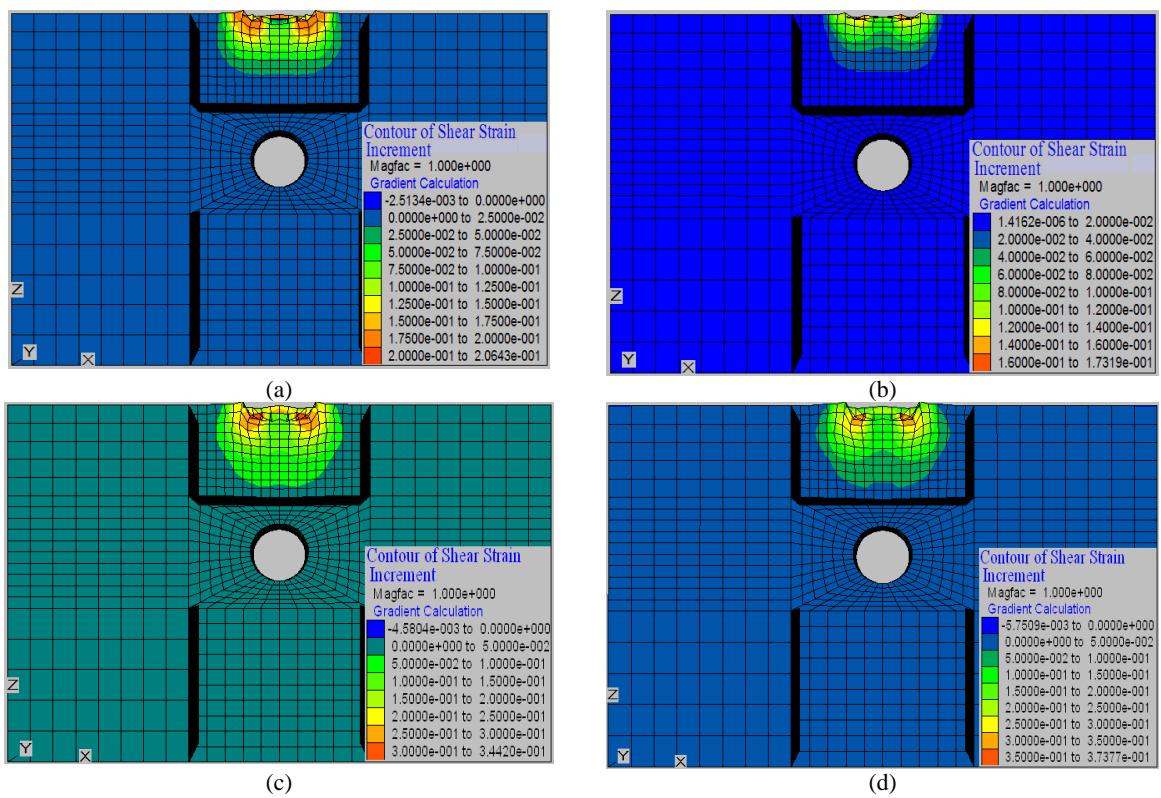 Contour of Shear Strain
Increment
Magfac = 1.000e+000
Gradient Calculation
-2.5134e-003 to 0.0000e+000
0.0000e+000 to 2.5000e-002
2.5000e-002 to 5.0000e-002
5.0000e-002 to 7.5000e-002
7.5000e-002 to 1.0000e-001
1.0000e-001 to 1.2500e-001
1.2500e-001 to 1.5000e-001
1.5000e-001 to 1.7500e-001
1.7500e-001 to 2.0000e-001
2.0000e-001 to 2.0643e-001
Z
Y
X
(a)
Contour of Shear Strain
Increment
Magfac = 1.000e+000
Gradient Calculation
1.4162e-006 to 2.0000e-002
2.0000e-002 to 4.0000e-002
4.0000e-002 to 6.0000e-002
6.0000e-002 to 8.0000e-002
8.0000e-002 to 1.0000e-001
1.0000e-001 to 1.2000e-001
1.2000e-001 to 1.4000e-001
1.4000e-001 to 1.6000e-001
1.6000e-001 to 1.7319e-001
Z
Y
X
(b)
Contour of Shear Strain
Increment
Magfac = 1.000e+000
Gradient Calculation
-4.5804e-003 to 0.0000e+000
0.0000e+000 to 5.0000e-002
5.0000e-002 to 1.0000e-001
1.0000e-001 to 1.5000e-001
1.5000e-001 to 2.0000e-001
2.0000e-001 to 2.5000e-001
2.5000e-001 to 3.0000e-001
3.0000e-001 to 3.4420e-001
Z
Y
X
(c)
Contour of Shear Strain
Increment
Magfac = 1.000e+000
Gradient Calculation
-5.7509e-003 to 0.0000e+000
0.0000e+000 to 5.0000e-002
5.0000e-002 to 1.0000e-001
1.0000e-001 to 1.5000e-001
1.5000e-001 to 2.0000e-001
2.0000e-001 to 2.5000e-001
2.5000e-001 to 3.0000e-001
3.0000e-001 to 3.5000e-001
3.5000e-001 to 3.7377e-001
Z
Y
X
(d)